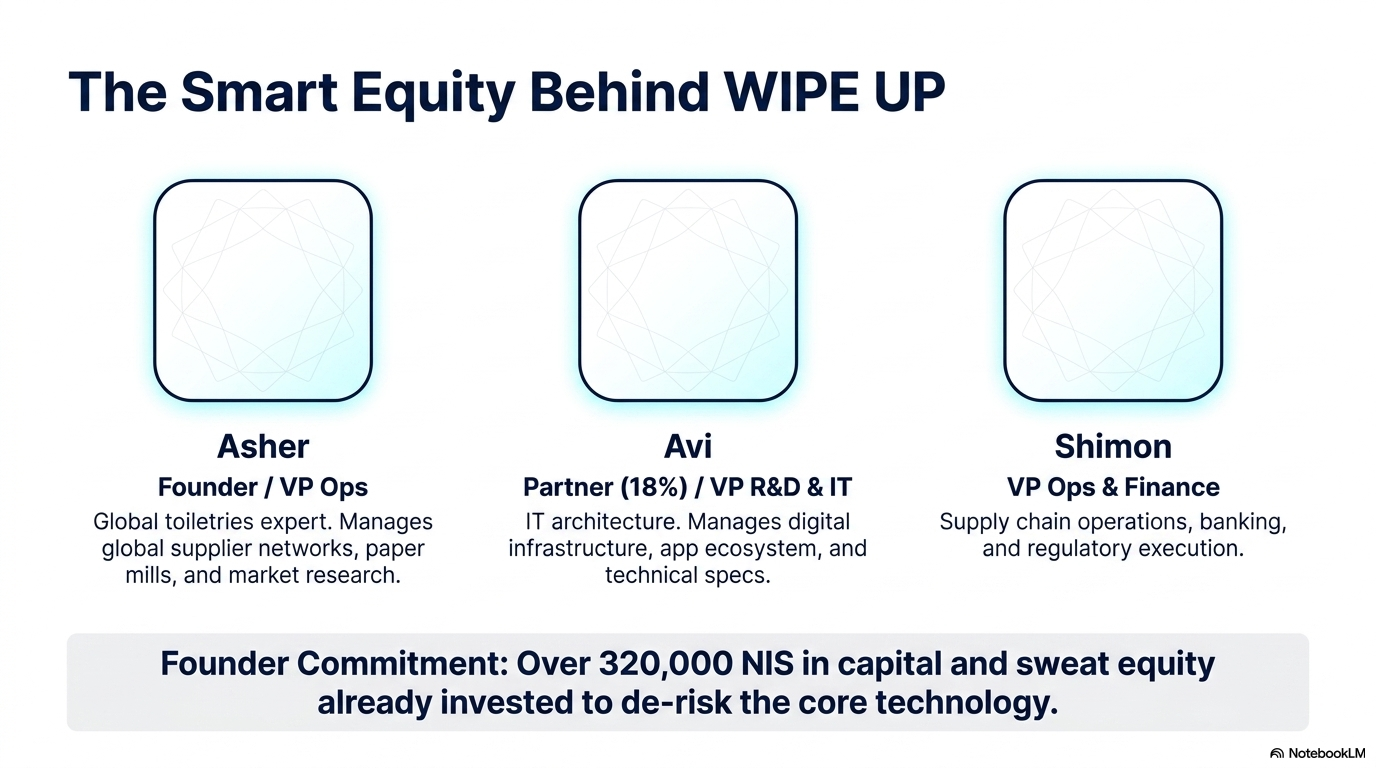 The Smart Equity Behind WIPE UP
Asher
Founder / VP Ops
Global toiletries expert. Manages
global supplier networks, paper
mills, and market research.
Avi
Partner (18%) / VP R&D & IT
IT architecture. Manages digital
infrastructure, app ecosystem, and
technical specs.
Shimon
VP Ops & Finance
Supply chain operations, banking,
and regulatory execution.
Founder Commitment: Over 320,000 NIS in capital and sweat equity
already invested to de-risk the core technology.
NotebookLM